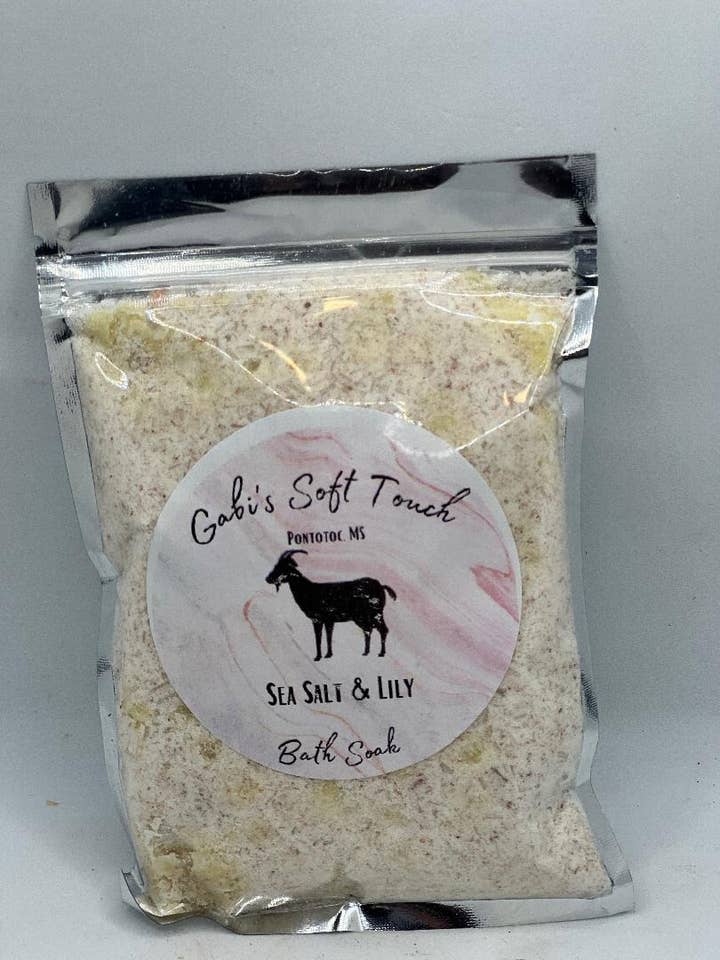 Gabi's Soft Touch
Pontotoc, MS
Sea Salt & Lily
Bath Soak